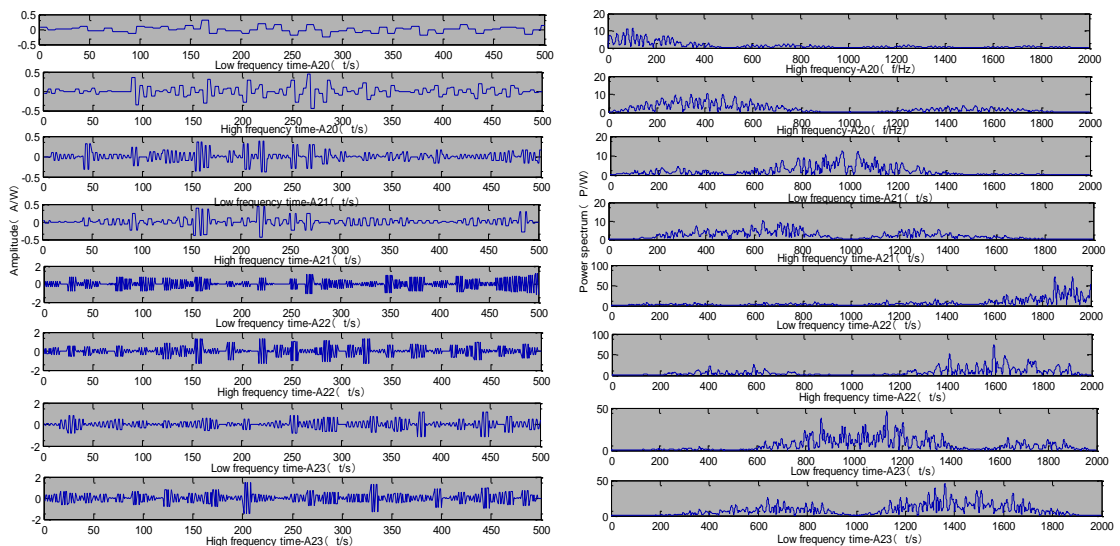 0.5
0
-0.5
0 50 100 150 200 250 300 350 400 450 500
Low frequency time-A20( t/s)
0.5
0
-0.5
0 50 100 150 200 250 300 350 400 450 500
High frequency time-A20( t/s)
0.5
0
-0.5
0 50 100 150 200 250 300 350 400 450 500
Low frequency time-A21( t/s)
0.5
0
-0.5
0 50 100 150 200 250 300 350 400 450 500
High frequency time-A21( t/s)
2
0
-2
0 50 100 150 200 250 300 350 400 450 500
Low frequency time-A22( t/s)
2
0
-2
0 50 100 150 200 250 300 350 400 450 500
High frequency time-A22( t/s)
2
0
-2
0 50 100 150 200 250 300 350 400 450 500
Low frequency time-A23( t/s)
2
0
-2
0 50 100 150 200 250 300 350 400 450 500
High frequency time-A23( t/s)
Amplitude( A/W)
20
10
0
0 200 400 600 800 1000 1200 1400 1600 1800 2000
High frequency-A20( f/Hz)
20
10
0
0 200 400 600 800 1000 1200 1400 1600 1800 2000
High frequency-A20( f/Hz)
20
10
0
0 200 400 600 800 1000 1200 1400 1600 1800 2000
Low frequency time-A21( t/s)
20
10
0
0 200 400 600 800 1000 1200 1400 1600 1800 2000
High frequency time-A21( t/s)
100
50
0
0 200 400 600 800 1000 1200 1400 1600 1800 2000
Low frequency time-A22( t/s)
100
50
0
0 200 400 600 800 1000 1200 1400 1600 1800 2000
High frequency time-A22( t/s)
50
0
0 200 400 600 800 1000 1200 1400 1600 1800 2000
Low frequency time-A23( t/s)
50
0
0 200 400 600 800 1000 1200 1400 1600 1800 2000
Low frequency time-A23( t/s)
Power spectrum( P/W)